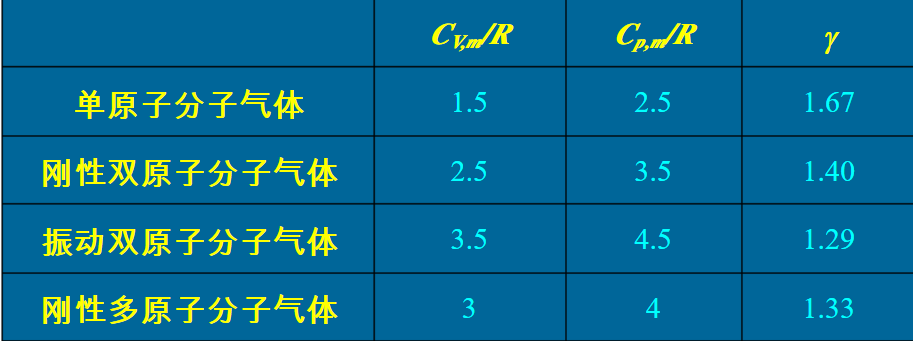 C_V,m/R C_p,m/R γ
单原子分子气体 1.5 2.5 1.67
刚性双原子分子气体 2.5 3.5 1.40
振动双原子分子气体 3.5 4.5 1.29
刚性多原子分子气体 3 4 1.33